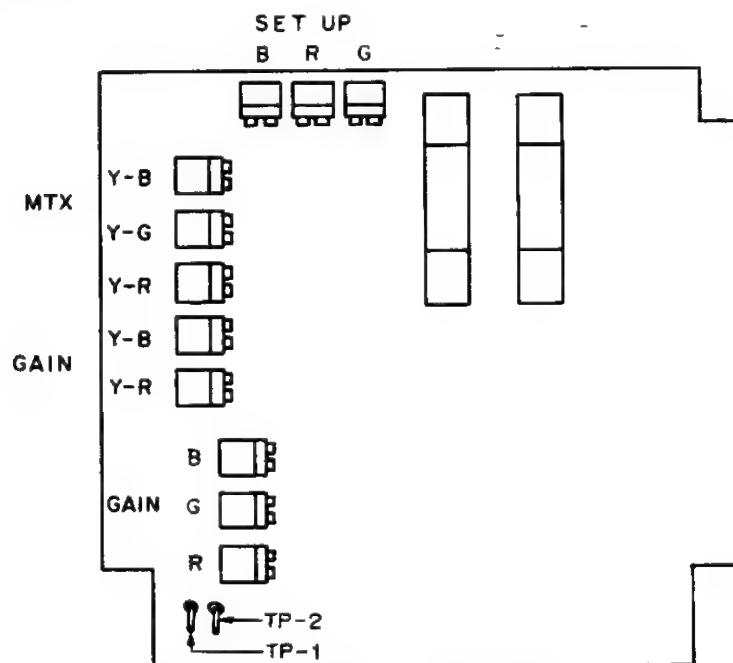 SET UP
B R G
Y-B
MTX
Y-G
Y-R
Y-B
GAIN
Y-R
B
GAIN G
R
TP-2
TP-1